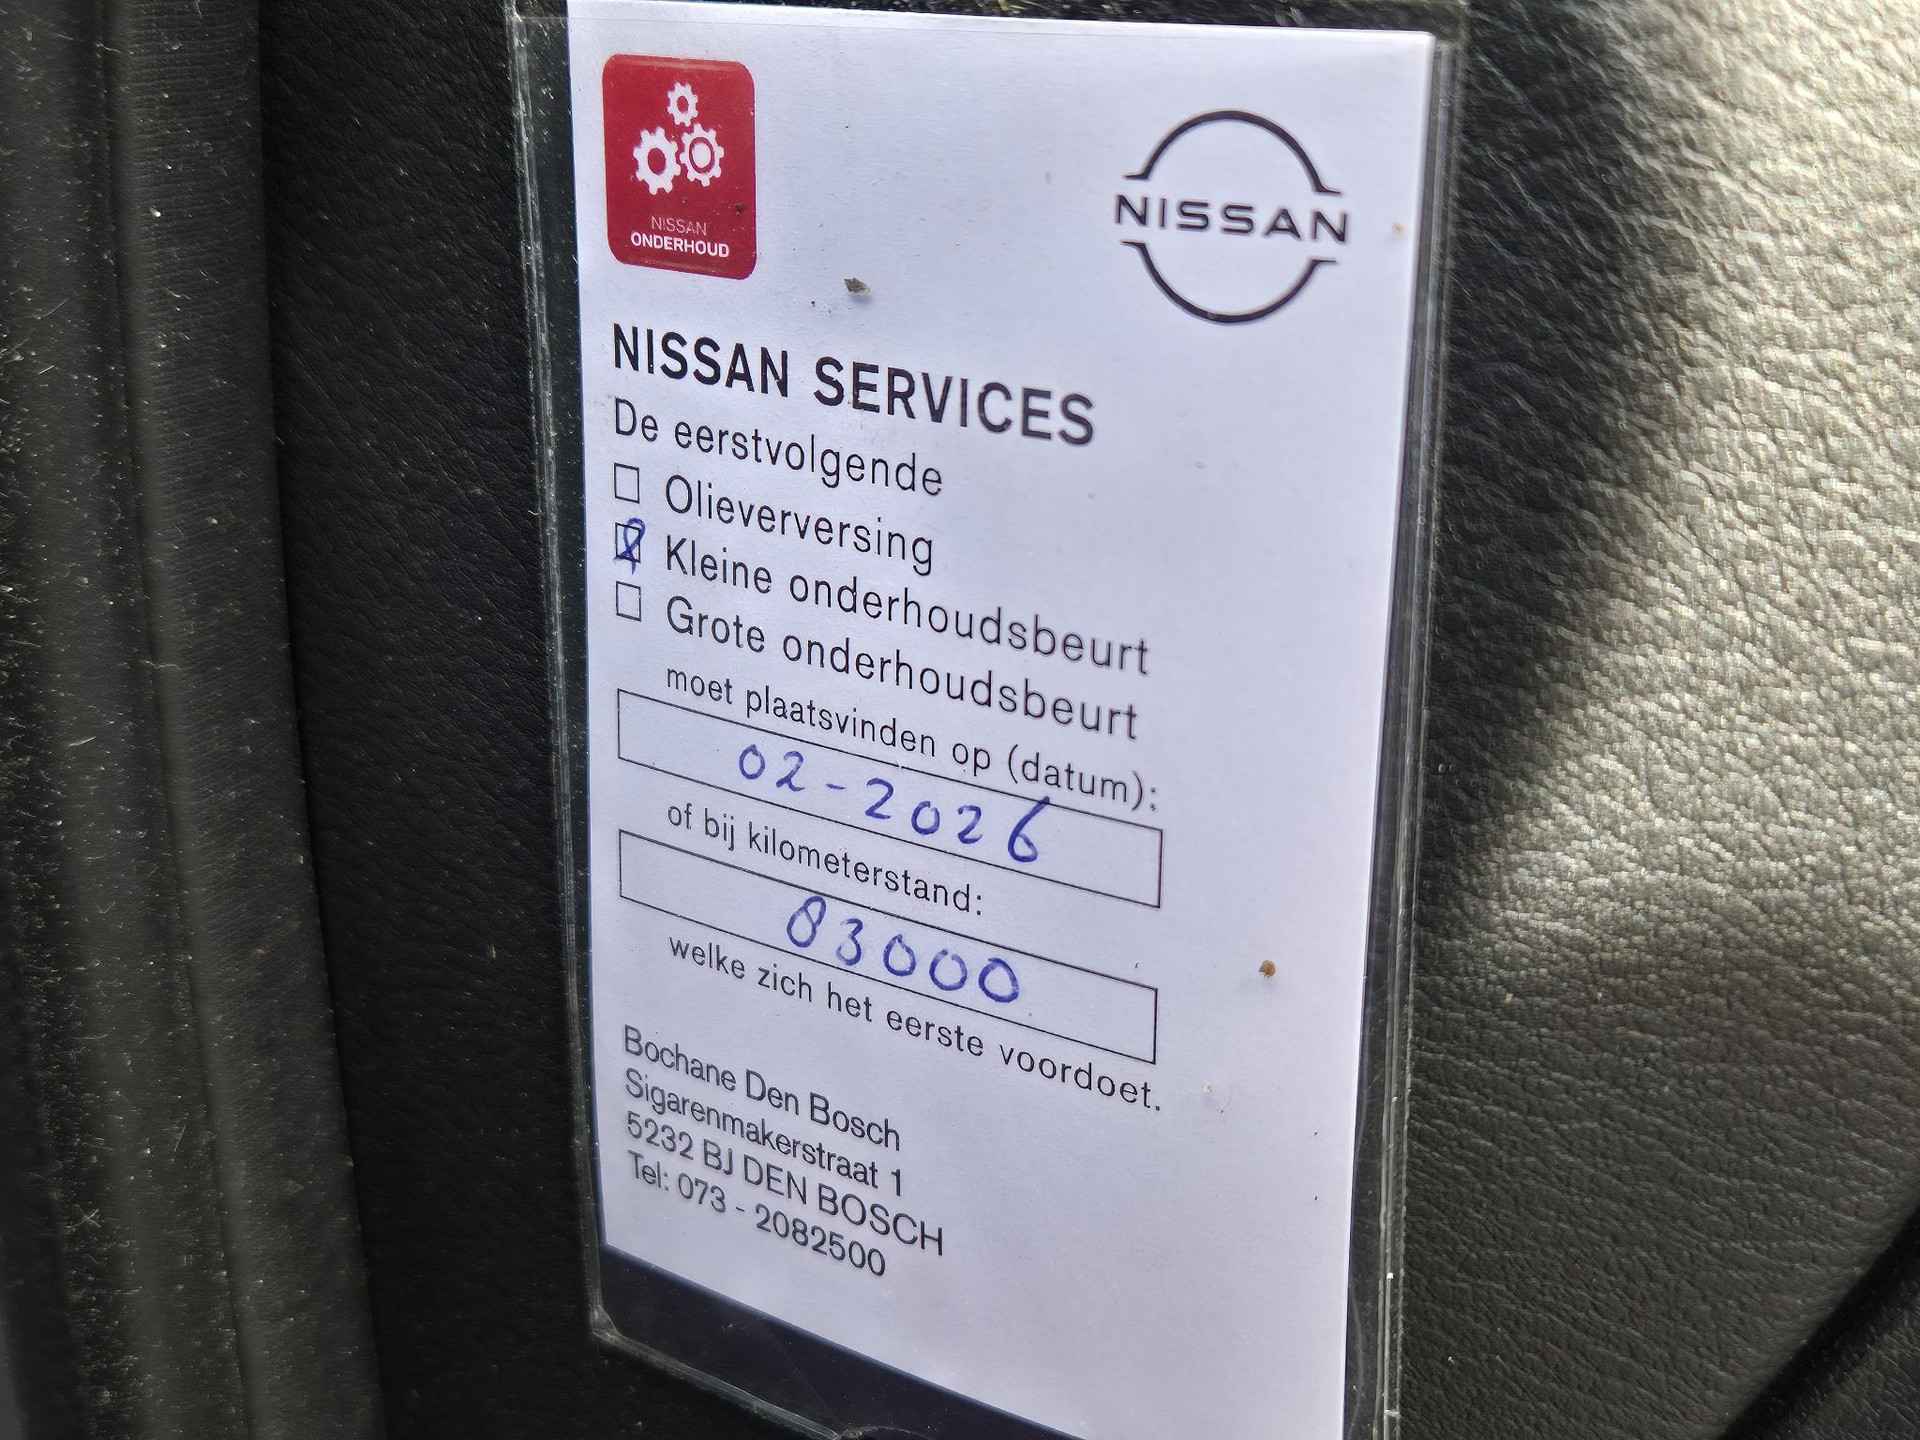 NISSAN
ONDERHOUD
NISSAN
NISSAN SERVICES
De eerstvolgende
Olieverversing
Kleine onderhoudsbeurt
Grote onderhoudsbeurt
moet plaatsvinden op (datum):
02-2026
of bij kilometerstand:
83000
welke zich het eerste voordoet.
Bochane Den Bosch
Sigarenmakerstraat 1
5232 BJ DEN BOSCH
Tel: 073 - 2082500